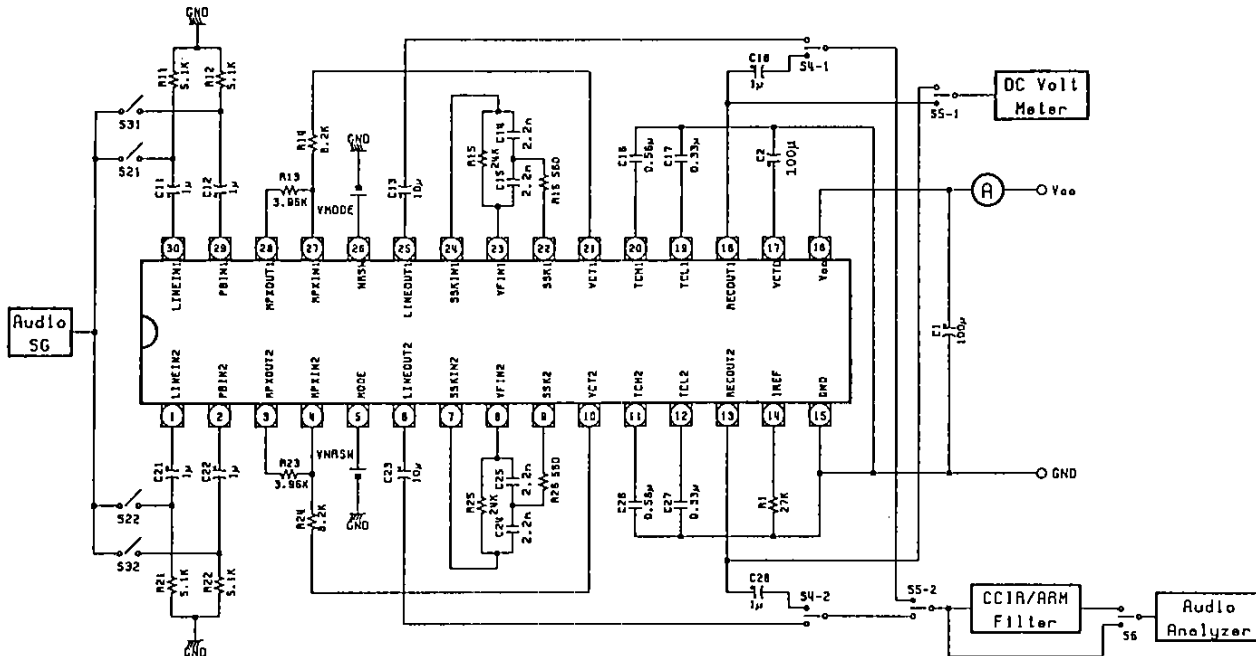 GND
R11 5.1K
R12 5.1K
S31
S21
C11 1µ
C12 1µ
R13 3.96K
R14 8.2K
GND
VMODE
C13 10µ
R15 24K
C14 2.2n
C15 2.2n
R16 560
C16 0.56µ
C17 0.33µ
C2 100µ
C18 1µ
S4-1
S5-1
DC Volt
Meter
A
VDD
C1 100µ
30 29 28 27 26 25 24 23 22 21 20 19 18 17 16
LINEIN1 PBIN1 MPXOUT1 MPXIN1 NRSW LINEOUT1 SSKIN1 VFIN1 SSK1 VCT1 TCH1 TCL1 RECOUT1 VCTO VDD
Audio
SG
LINEIN2 PBIN2 MPXOUT2 MPXIN2 MODE LINEOUT2 SSKIN2 VFIN2 SSK2 VCT2 TCH2 TCL2 RECOUT2 IREF GND
1 2 3 4 5 6 7 8 9 10 11 12 13 14 15
C21 1µ
C22 1µ
R23 3.96K
R24 8.2K
VNRSW
GND
C23 10µ
R25 24K
C25 2.2n
C24 2.2n
R26 560
C26 0.56µ
C27 0.33µ
R1 27K
GND
S22
S32
R21 5.1K
R22 5.1K
GND
C28 1µ
S4-2
S5-2
CCIR/ARM
Filter
S6
Audio
Analyzer